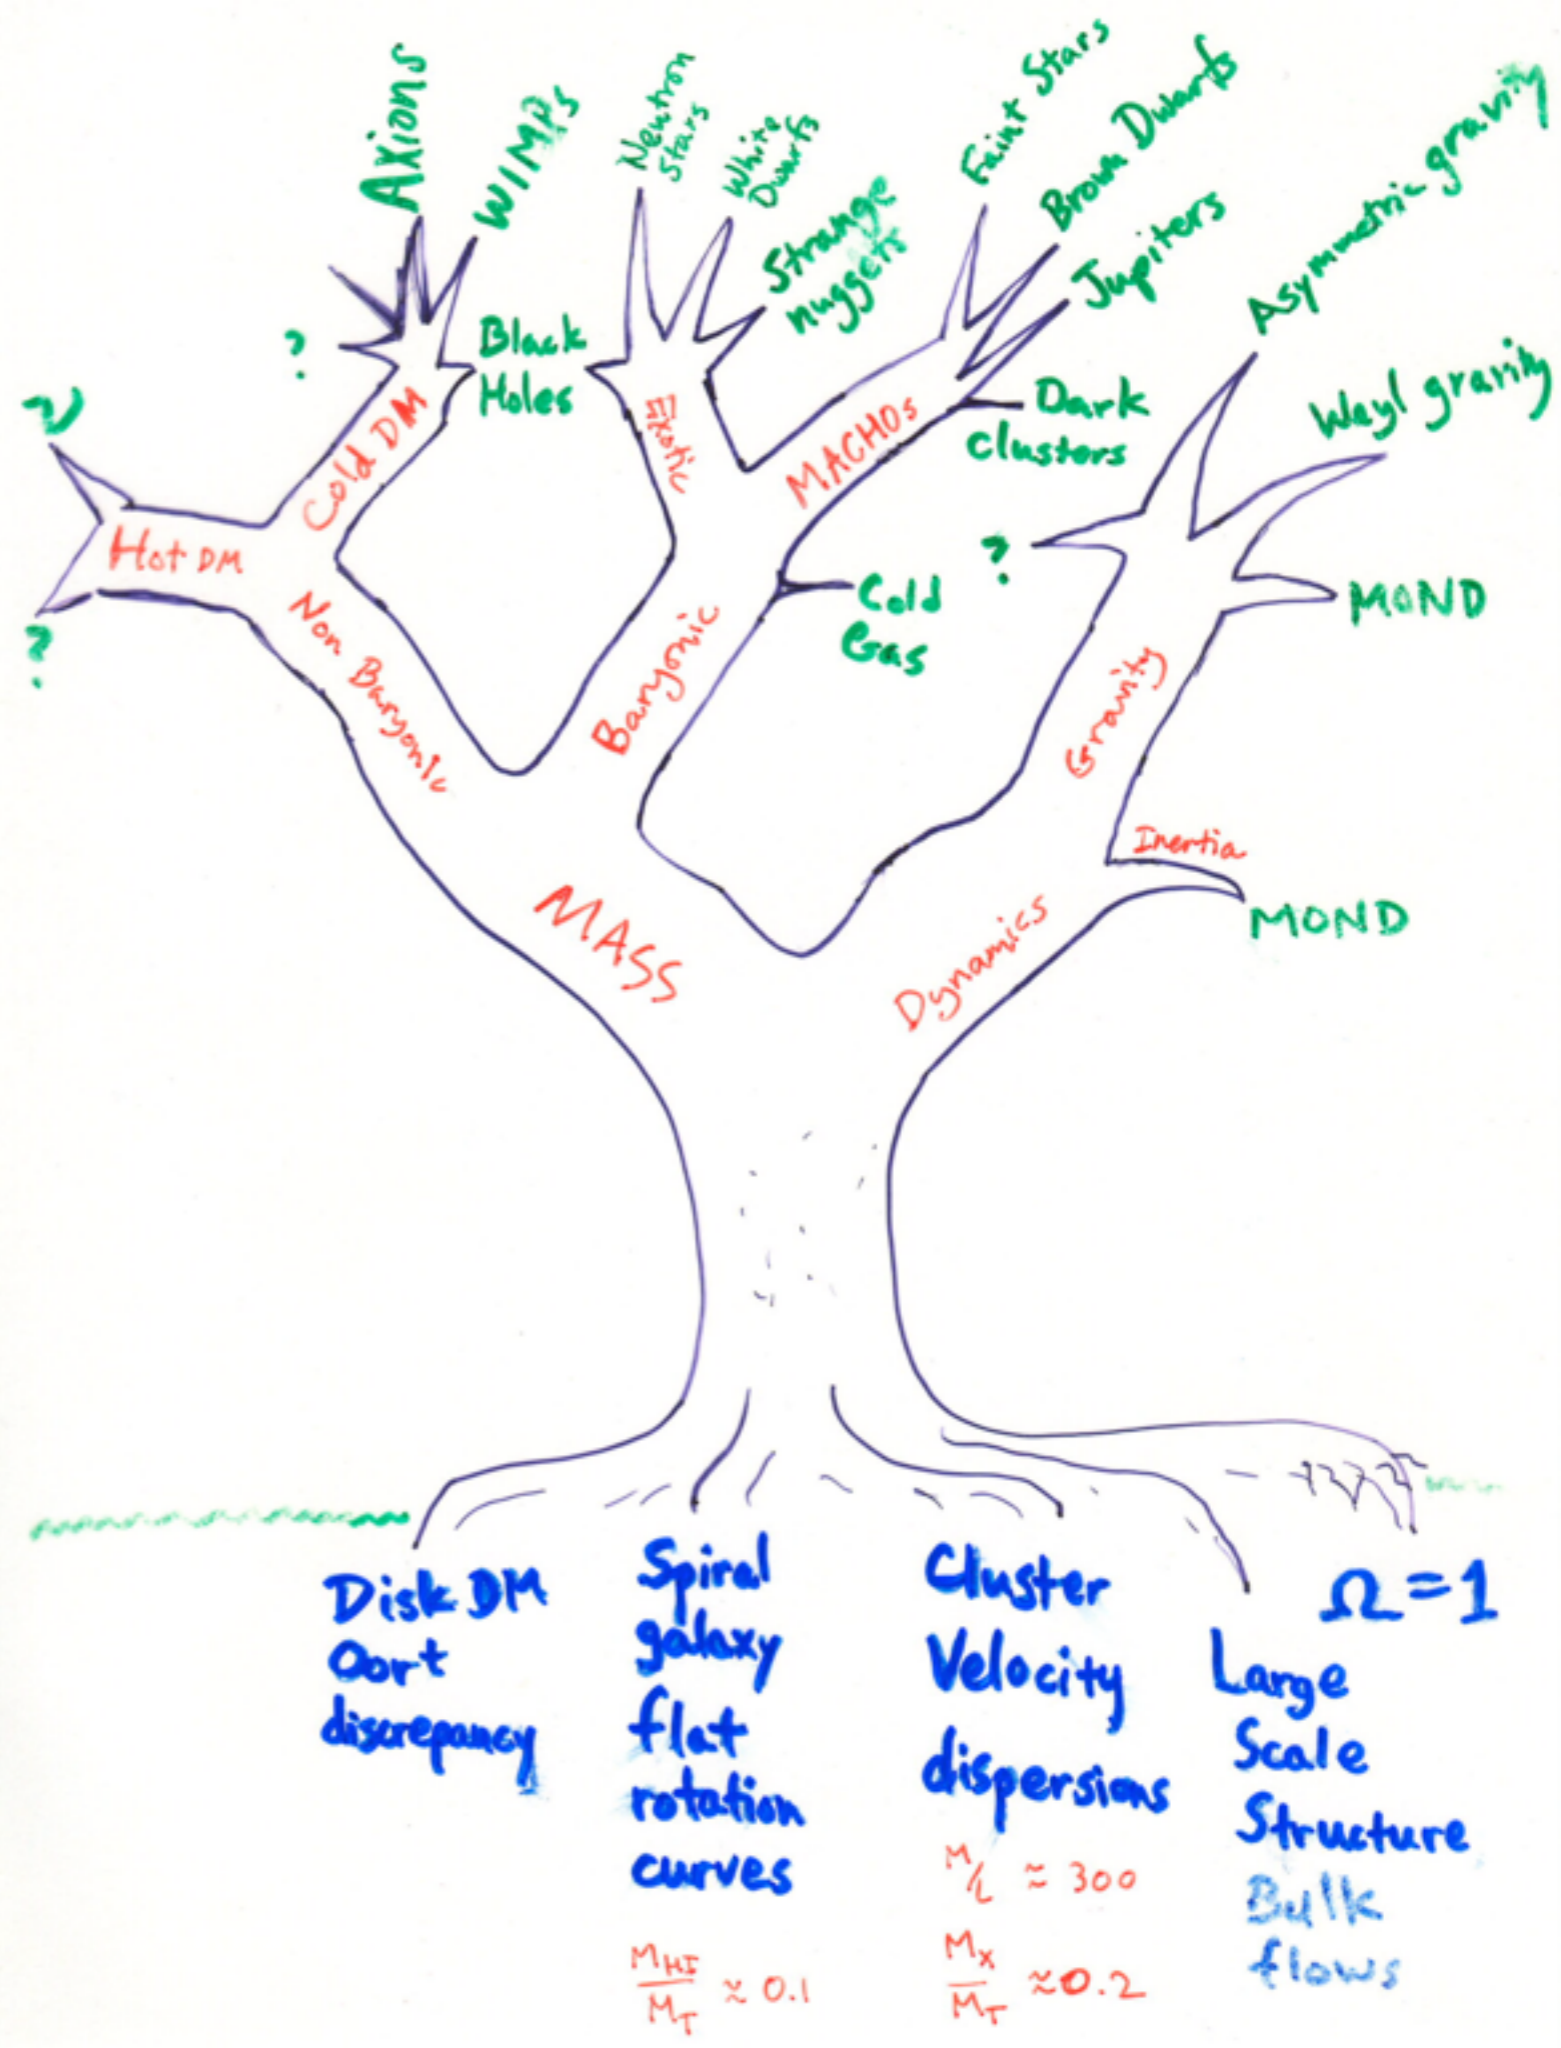 Axions
WIMPs
Neutron
Stars
White
Dwarfs
Strange
nuggets
Faint Stars
Brown Dwarfs
Jupiters
Asymmetric gravity
Weyl gravity
?
Black
Holes
Dark
clusters
ν
Cold DM
Exotic
MACHOs
Hot DM
?
?
Cold
Gas
MOND
Non Baryonic
Baryonic
Gravity
Inertia
MOND
MASS
Dynamics
Disk DM
Oort
discrepancy
Spiral
galaxy
flat
rotation
curves
M_HI / M_T ≈ 0.1
Cluster
Velocity
dispersions
M/L ≈ 300
M_X / M_T ≈ 0.2
Ω = 1
Large
Scale
Structure
Bulk
flows